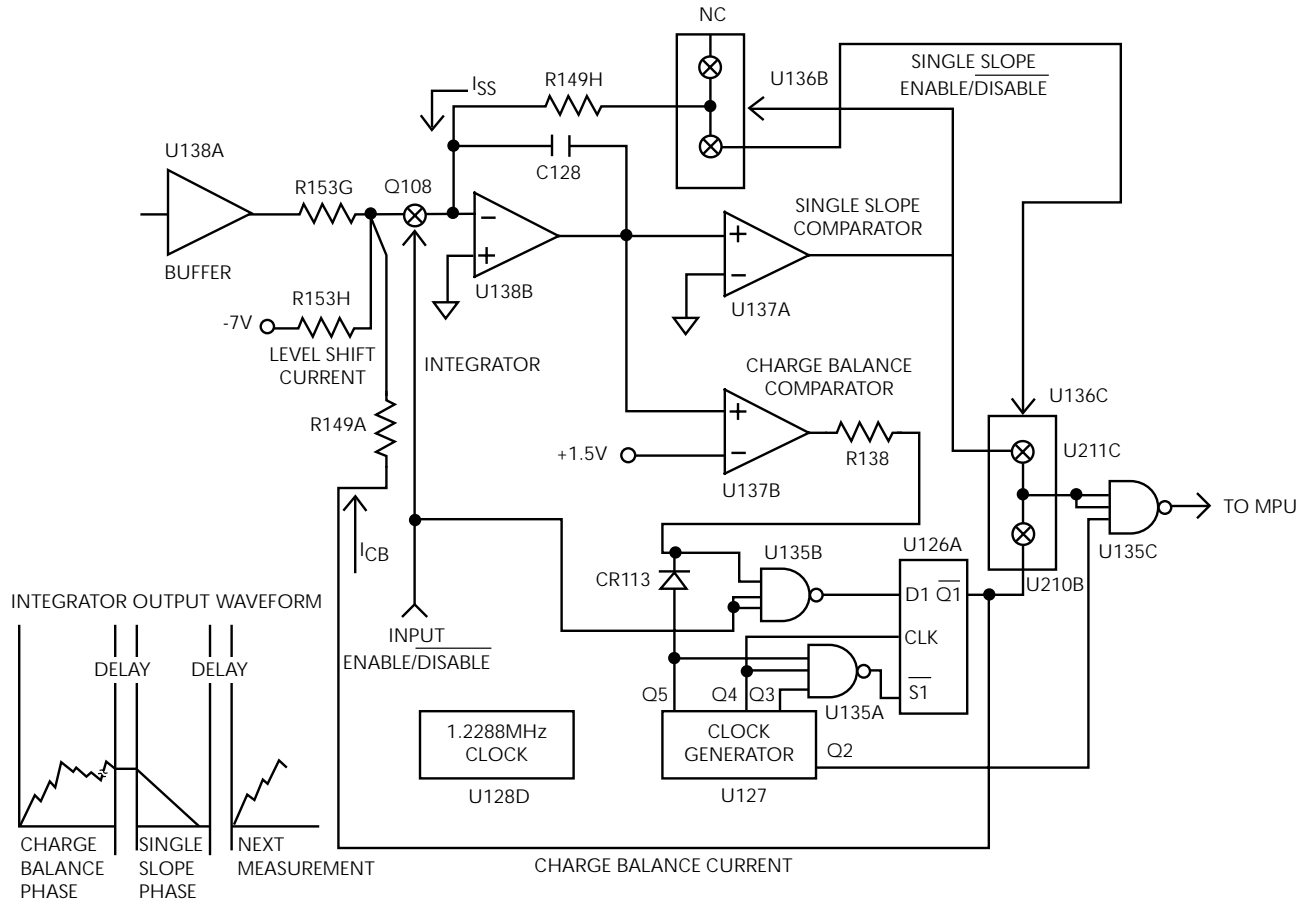 NC
U136B
SINGLE SLOPE
ENABLE/DISABLE
ISS
R149H
C128
U138A
R153G
Q108
BUFFER
−
+
U138B
SINGLE SLOPE
COMPARATOR
+
−
U137A
R153H
-7V
LEVEL SHIFT
CURRENT
INTEGRATOR
R149A
CHARGE BALANCE
COMPARATOR
+
−
+1.5V
R138
U137B
U136C
U211C
TO MPU
U135C
U210B
ICB
INPUT
ENABLE/DISABLE
CR113
U135B
U126A
D1 Q1
CLK
S1
U135A
Q5
Q4
Q3
CLOCK
GENERATOR
Q2
U127
1.2288MHz
CLOCK
U128D
INTEGRATOR OUTPUT WAVEFORM
DELAY
DELAY
CHARGE
BALANCE
PHASE
SINGLE
SLOPE
PHASE
NEXT
MEASUREMENT
CHARGE BALANCE CURRENT